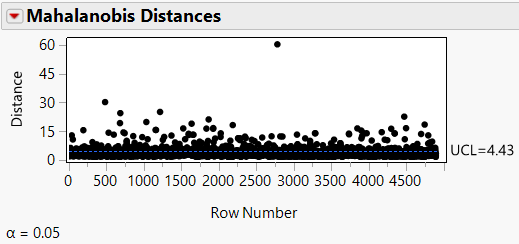 Mahalanobis Distances
60
45
30
15
0
Distance
UCL=4.43
0 500 1000 1500 2000 2500 3000 3500 4000 4500
Row Number
α = 0.05